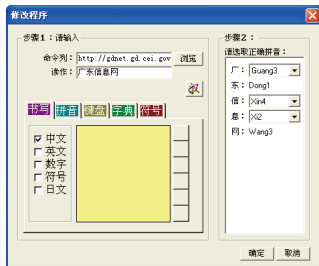 修改程序
步骤1：请输入
命令列：http://gdnet.gd.cei.gov 浏览
读作：广东信息网
汉
书写 拼音 键盘 字典 符号
中文
英文
数字
符号
日文
步骤2：
请选取正确拼音：
广：Guang3
东：Dong1
信：Xin4
息：Xi2
网：Wang3
确定 取消